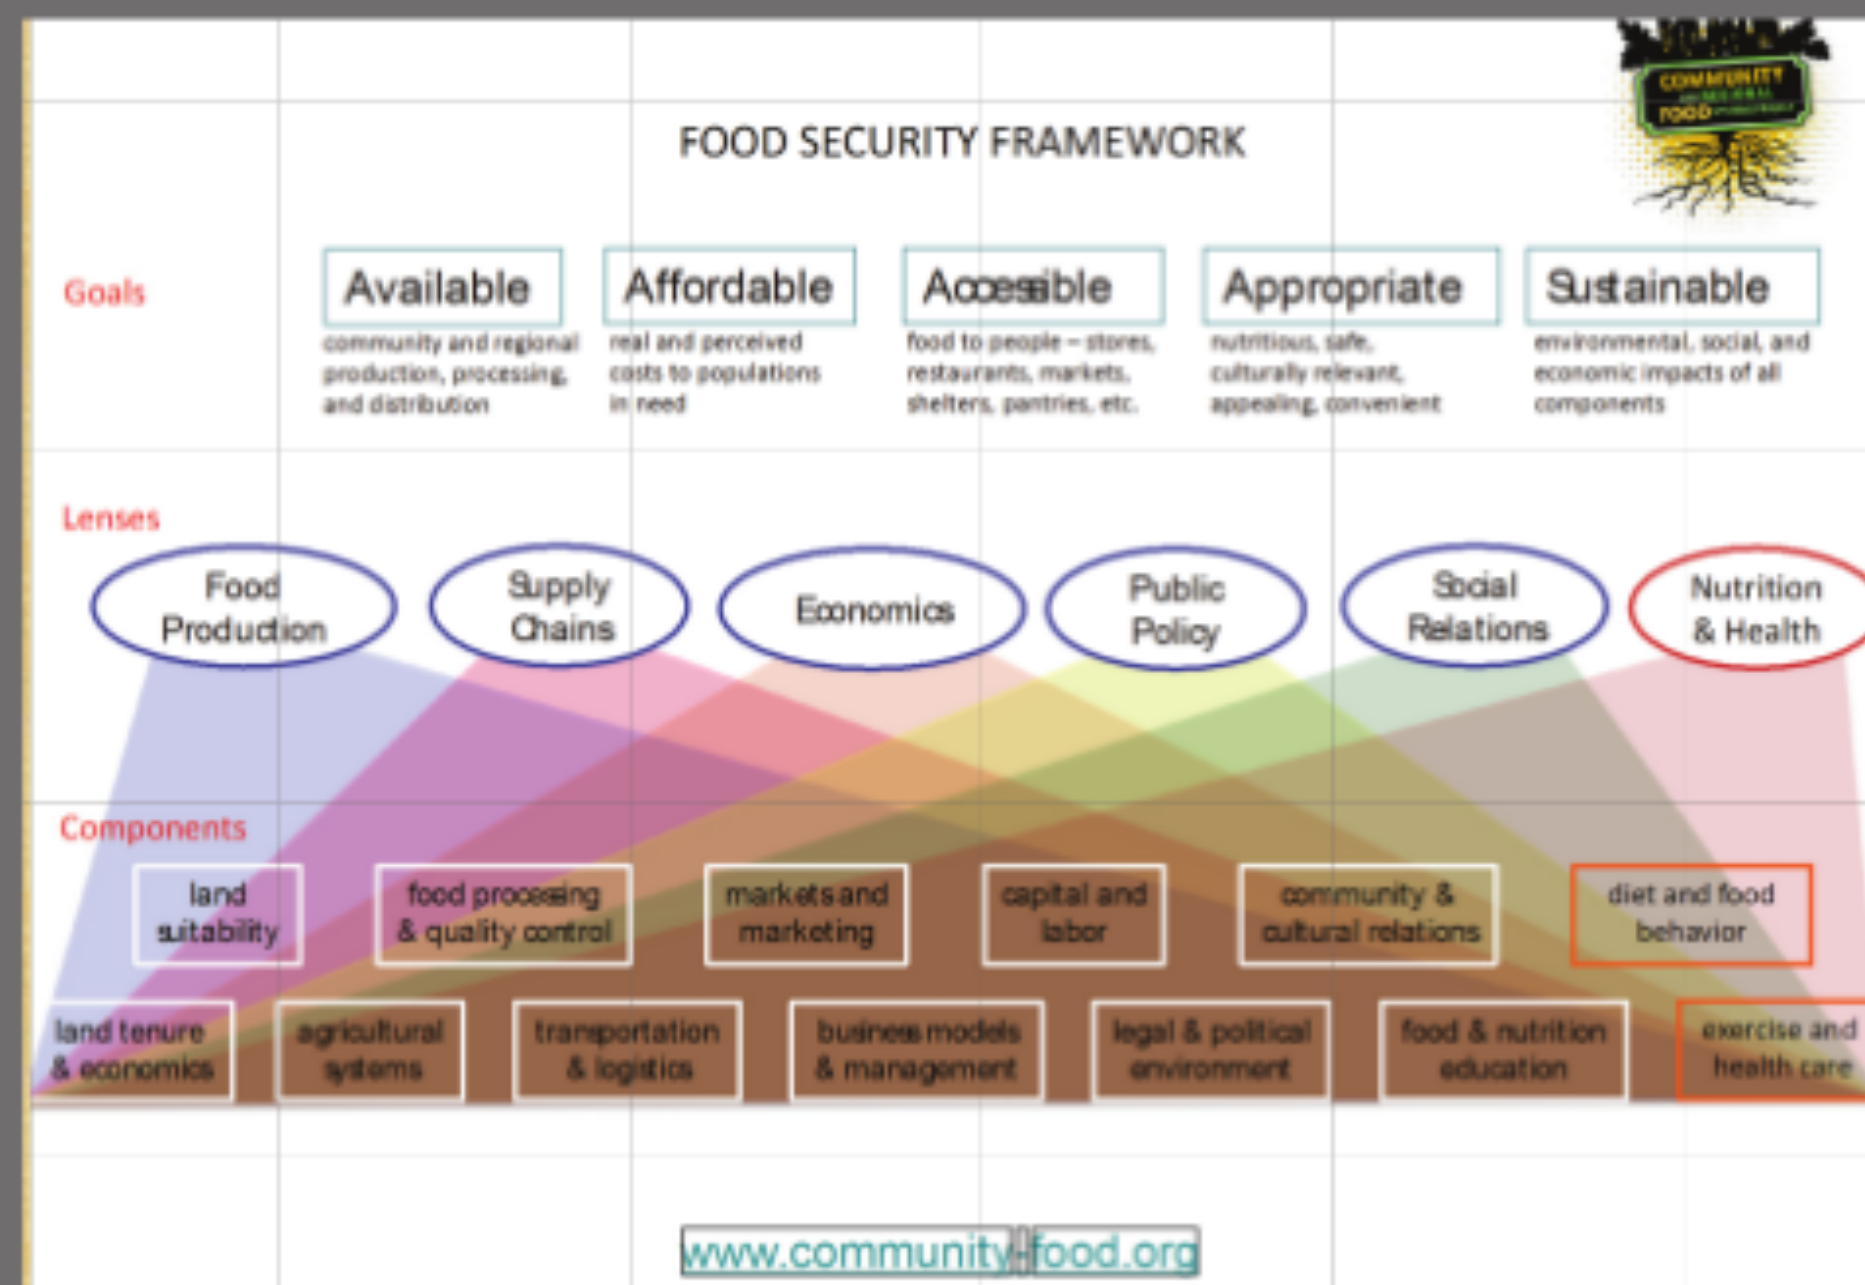 COMMUNITY
FOOD
FOOD SECURITY FRAMEWORK
Goals
Available
community and regional
production, processing,
and distribution
Affordable
real and perceived
costs to populations
in need
Accessible
food to people – stores,
restaurants, markets,
shelters, pantries, etc.
Appropriate
nutritious, safe,
culturally relevant,
appealing, convenient
Sustainable
environmental, social, and
economic impacts of all
components
Lenses
Food
Production
Supply
Chains
Economics
Public
Policy
Social
Relations
Nutrition
& Health
Components
land
suitability
food processing
& quality control
markets and
marketing
capital and
labor
community &
cultural relations
diet and food
behavior
land tenure
& economics
agricultural
systems
transportation
& logistics
business models
& management
legal & political
environment
food & nutrition
education
exercise and
health care
www.community-food.org